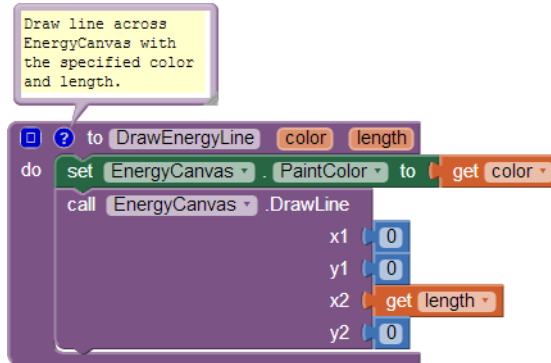 Draw line across
EnergyCanvas with
the specified color
and length.
? to DrawEnergyLine color length
do set EnergyCanvas . PaintColor to get color
call EnergyCanvas .DrawLine
x1 0
y1 0
x2 get length
y2 0